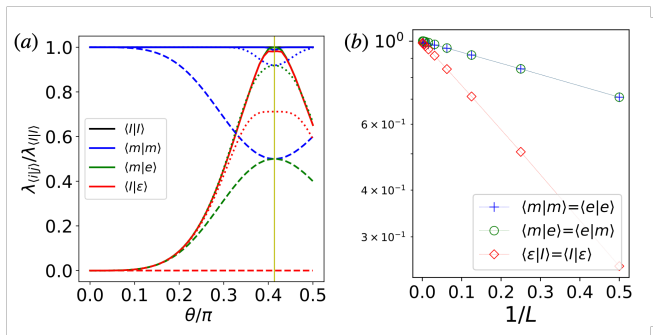 (a)
λ⟨i|j⟩/λ⟨I|I⟩
1.0
0.8
0.6
0.4
0.2
0.0
⟨I|I⟩
⟨m|m⟩
⟨m|e⟩
⟨I|ε⟩
0.0 0.1 0.2 0.3 0.4 0.5
θ/π
(b)
10⁰
6 × 10⁻¹
4 × 10⁻¹
3 × 10⁻¹
⟨m|m⟩=⟨e|e⟩
⟨m|e⟩=⟨e|m⟩
⟨ε|I⟩=⟨I|ε⟩
0.0 0.1 0.2 0.3 0.4 0.5
1/L